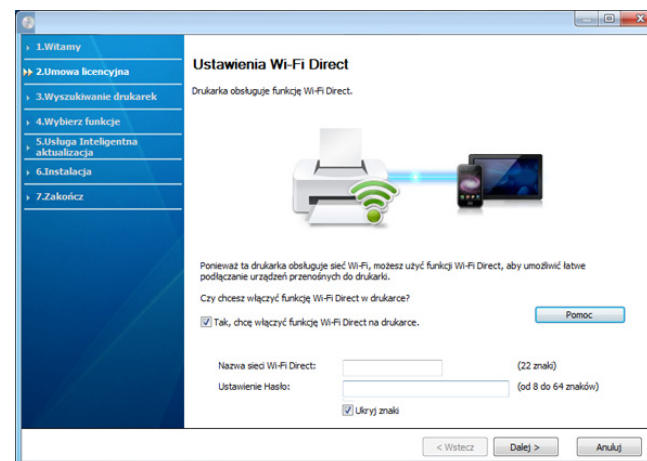 1.Witamy
2.Umowa licencyjna
3.Wyszukiwanie drukarek
4.Wybierz funkcje
5.Usługa Inteligentna
aktualizacja
6.Instalacja
7.Zakończ
Ustawienia Wi-Fi Direct
Drukarka obsługuje funkcję Wi-Fi Direct.
Ponieważ ta drukarka obsługuje sieć Wi-Fi, możesz użyć funkcji Wi-Fi Direct, aby umożliwić łatwe
podłączanie urządzeń przenośnych do drukarki.
Czy chcesz włączyć funkcję Wi-Fi Direct w drukarce?
Tak, chcę włączyć funkcję Wi-Fi Direct na drukarce.
Pomoc
Nazwa sieci Wi-Fi Direct: (22 znaki)
Ustawienie Hasło: (od 8 do 64 znaków)
Ukryj znaki
< Wstecz Dalej > Anuluj